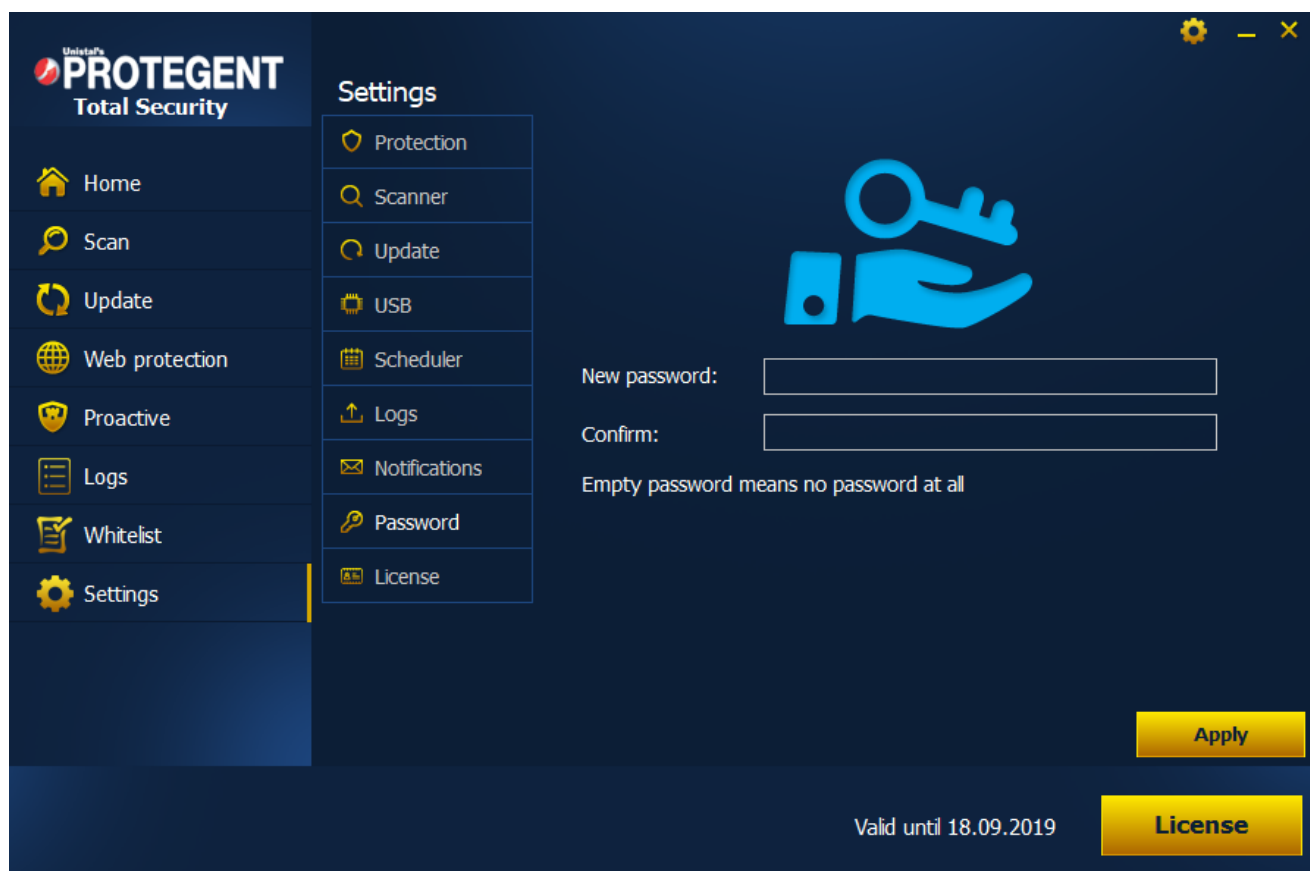 Unistal's
PROTEGENT
Total Security
Home
Scan
Update
Web protection
Proactive
Logs
Whitelist
Settings
Settings
Protection
Scanner
Update
USB
Scheduler
Logs
Notifications
Password
License
New password:
Confirm:
Empty password means no password at all
Apply
Valid until 18.09.2019
License